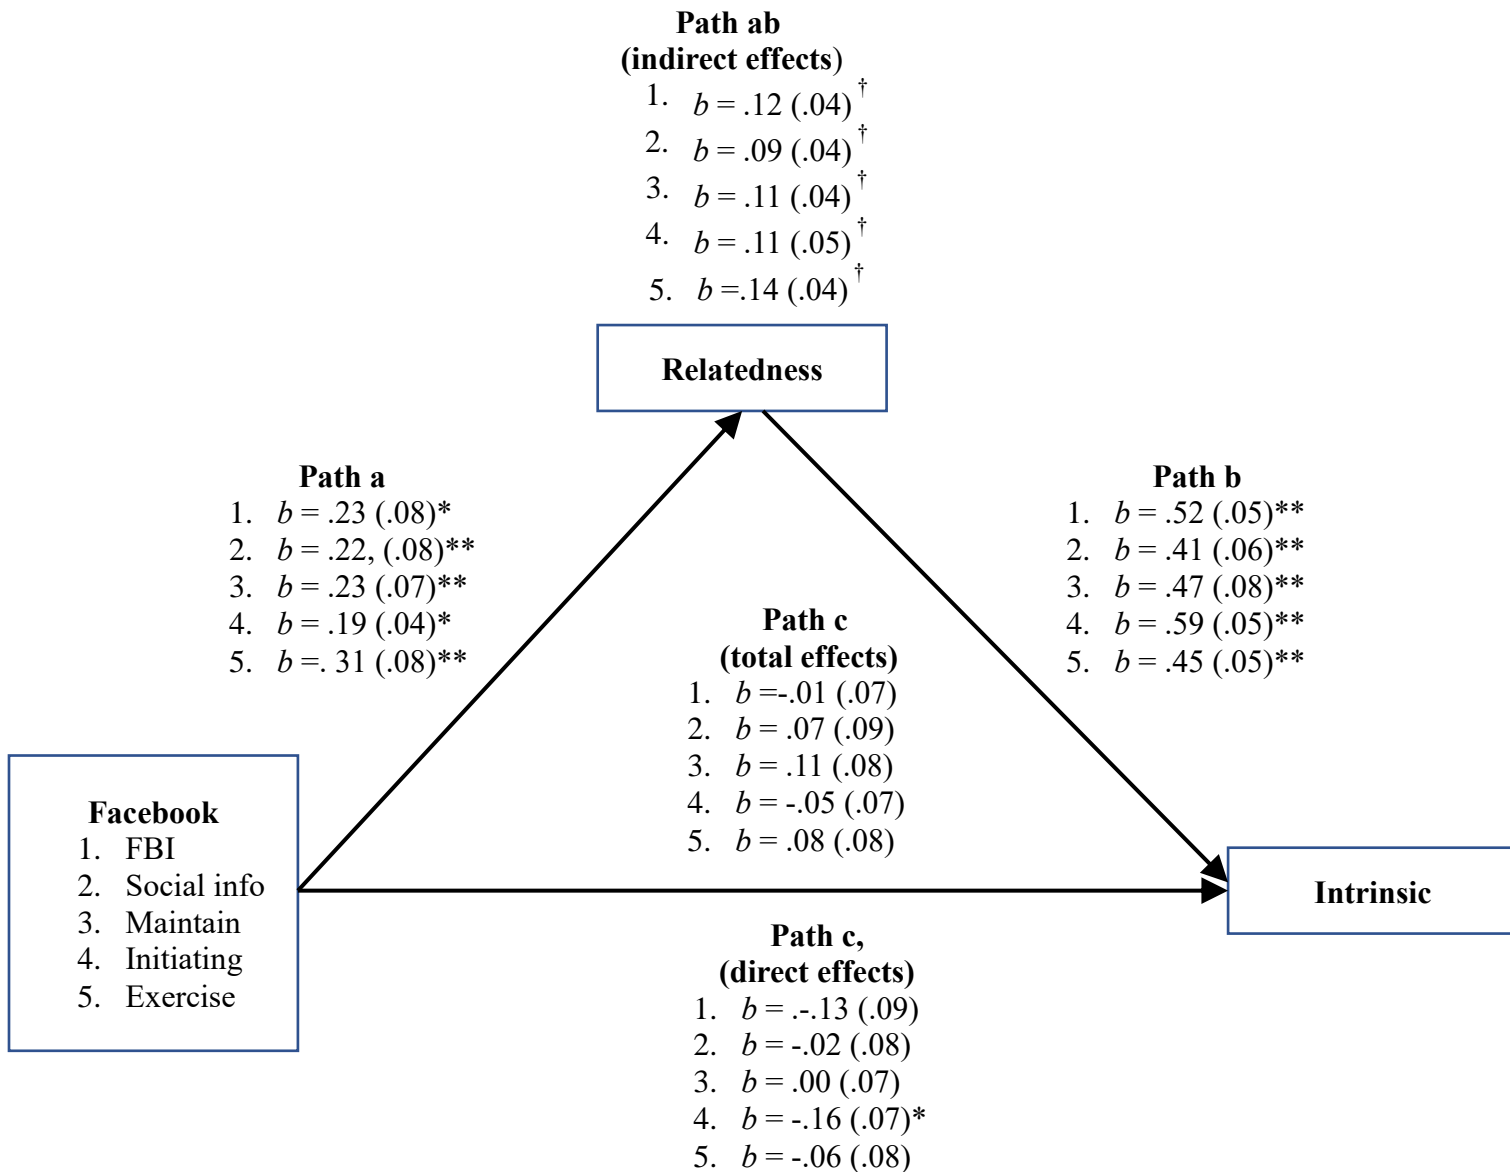 Path ab
(indirect effects)
1. b = .12 (.04) †
2. b = .09 (.04) †
3. b = .11 (.04) †
4. b = .11 (.05) †
5. b =.14 (.04) †
Relatedness
Path a
1. b = .23 (.08)*
2. b = .22, (.08)**
3. b = .23 (.07)**
4. b = .19 (.04)*
5. b =. 31 (.08)**
Path b
1. b = .52 (.05)**
2. b = .41 (.06)**
3. b = .47 (.08)**
4. b = .59 (.05)**
5. b = .45 (.05)**
Path c
(total effects)
1. b =-.01 (.07)
2. b = .07 (.09)
3. b = .11 (.08)
4. b = -.05 (.07)
5. b = .08 (.08)
Facebook
1. FBI
2. Social info
3. Maintain
4. Initiating
5. Exercise
Intrinsic
Path c,
(direct effects)
1. b = .-.13 (.09)
2. b = -.02 (.08)
3. b = .00 (.07)
4. b = -.16 (.07)*
5. b = -.06 (.08)